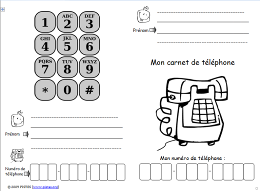 1 ABC 2 DEF 3
GHI 4 JKL 5 MNO 6
PQRS 7 TUV 8 WXYZ 9
* 0 #
Prénom
Numéro de
téléphone
Prénom
Mon carnet de téléphone
Mon numéro de téléphone :